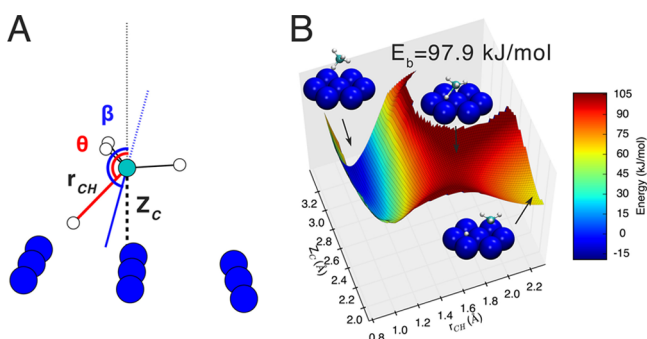 A
β
θ
r_CH
Z_C
B
E_b=97.9 kJ/mol
3.2
3.0
2.8
2.6
2.4
2.2
2.0
Z_C(Å)
0.8 1.0 1.2 1.4 1.6 1.8 2.0 2.2
r_CH(Å)
105
90
75
60
45
30
15
0
-15
Energy (kJ/mol)